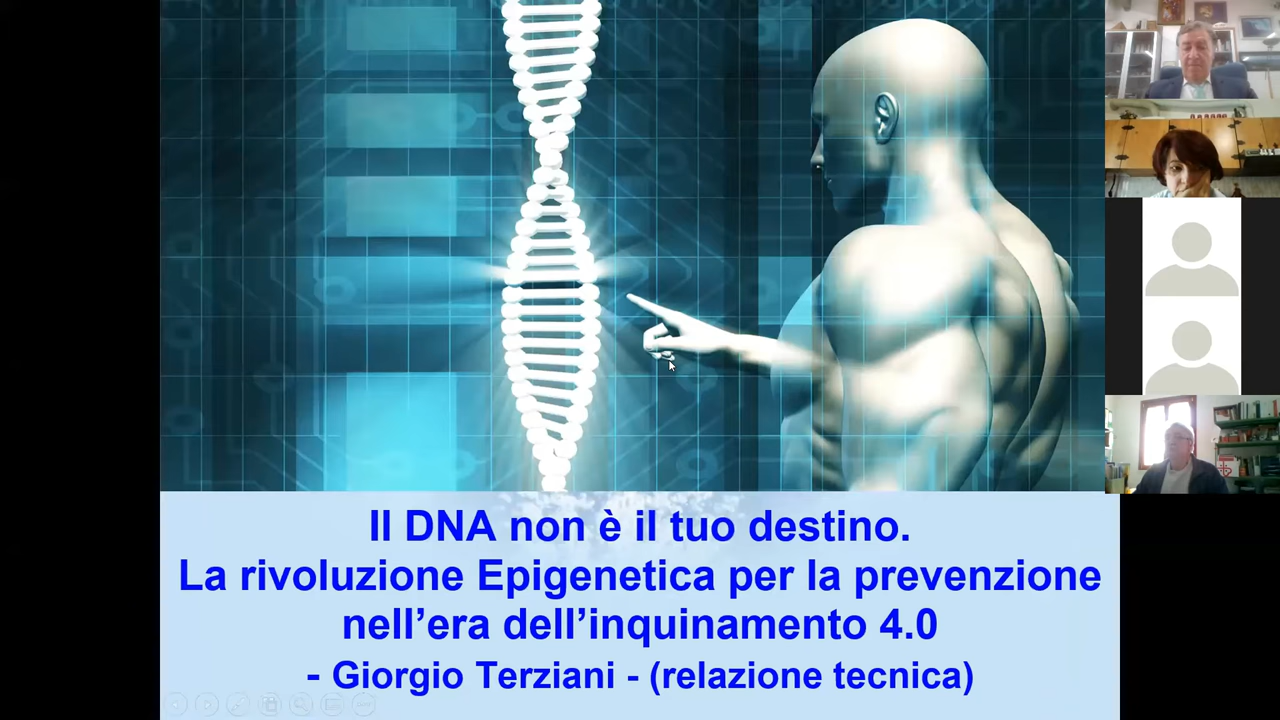 Il DNA non è il tuo destino.
La rivoluzione Epigenetica per la prevenzione
nell’era dell’inquinamento 4.0
- Giorgio Terziani - (relazione tecnica)